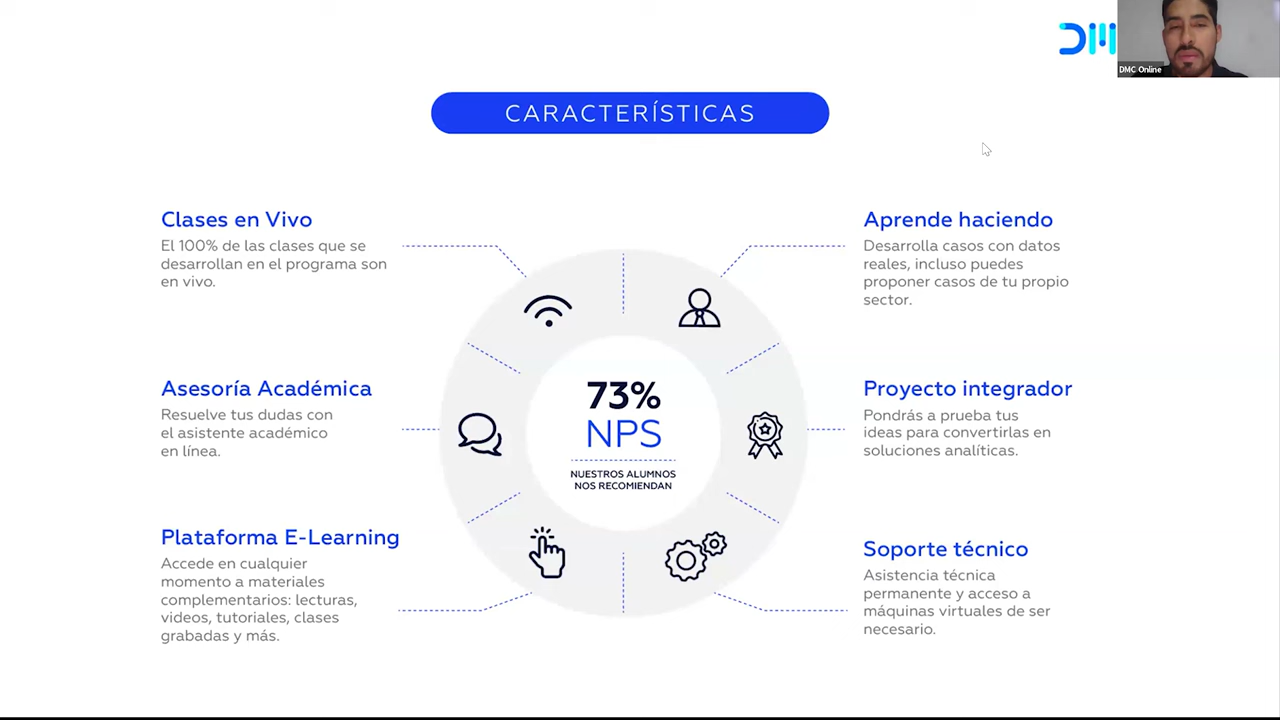 DM
DMC Online
CARACTERÍSTICAS
Clases en Vivo
El 100% de las clases que se
desarrollan en el programa son
en vivo.
Aprende haciendo
Desarrolla casos con datos
reales, incluso puedes
proponer casos de tu propio
sector.
Asesoría Académica
Resuelve tus dudas con
el asistente académico
en línea.
73%
NPS
NUESTROS ALUMNOS
NOS RECOMIENDAN
Proyecto integrador
Pondrás a prueba tus
ideas para convertirlas en
soluciones analíticas.
Plataforma E-Learning
Accede en cualquier
momento a materiales
complementarios: lecturas,
videos, tutoriales, clases
grabadas y más.
Soporte técnico
Asistencia técnica
permanente y acceso a
máquinas virtuales de ser
necesario.